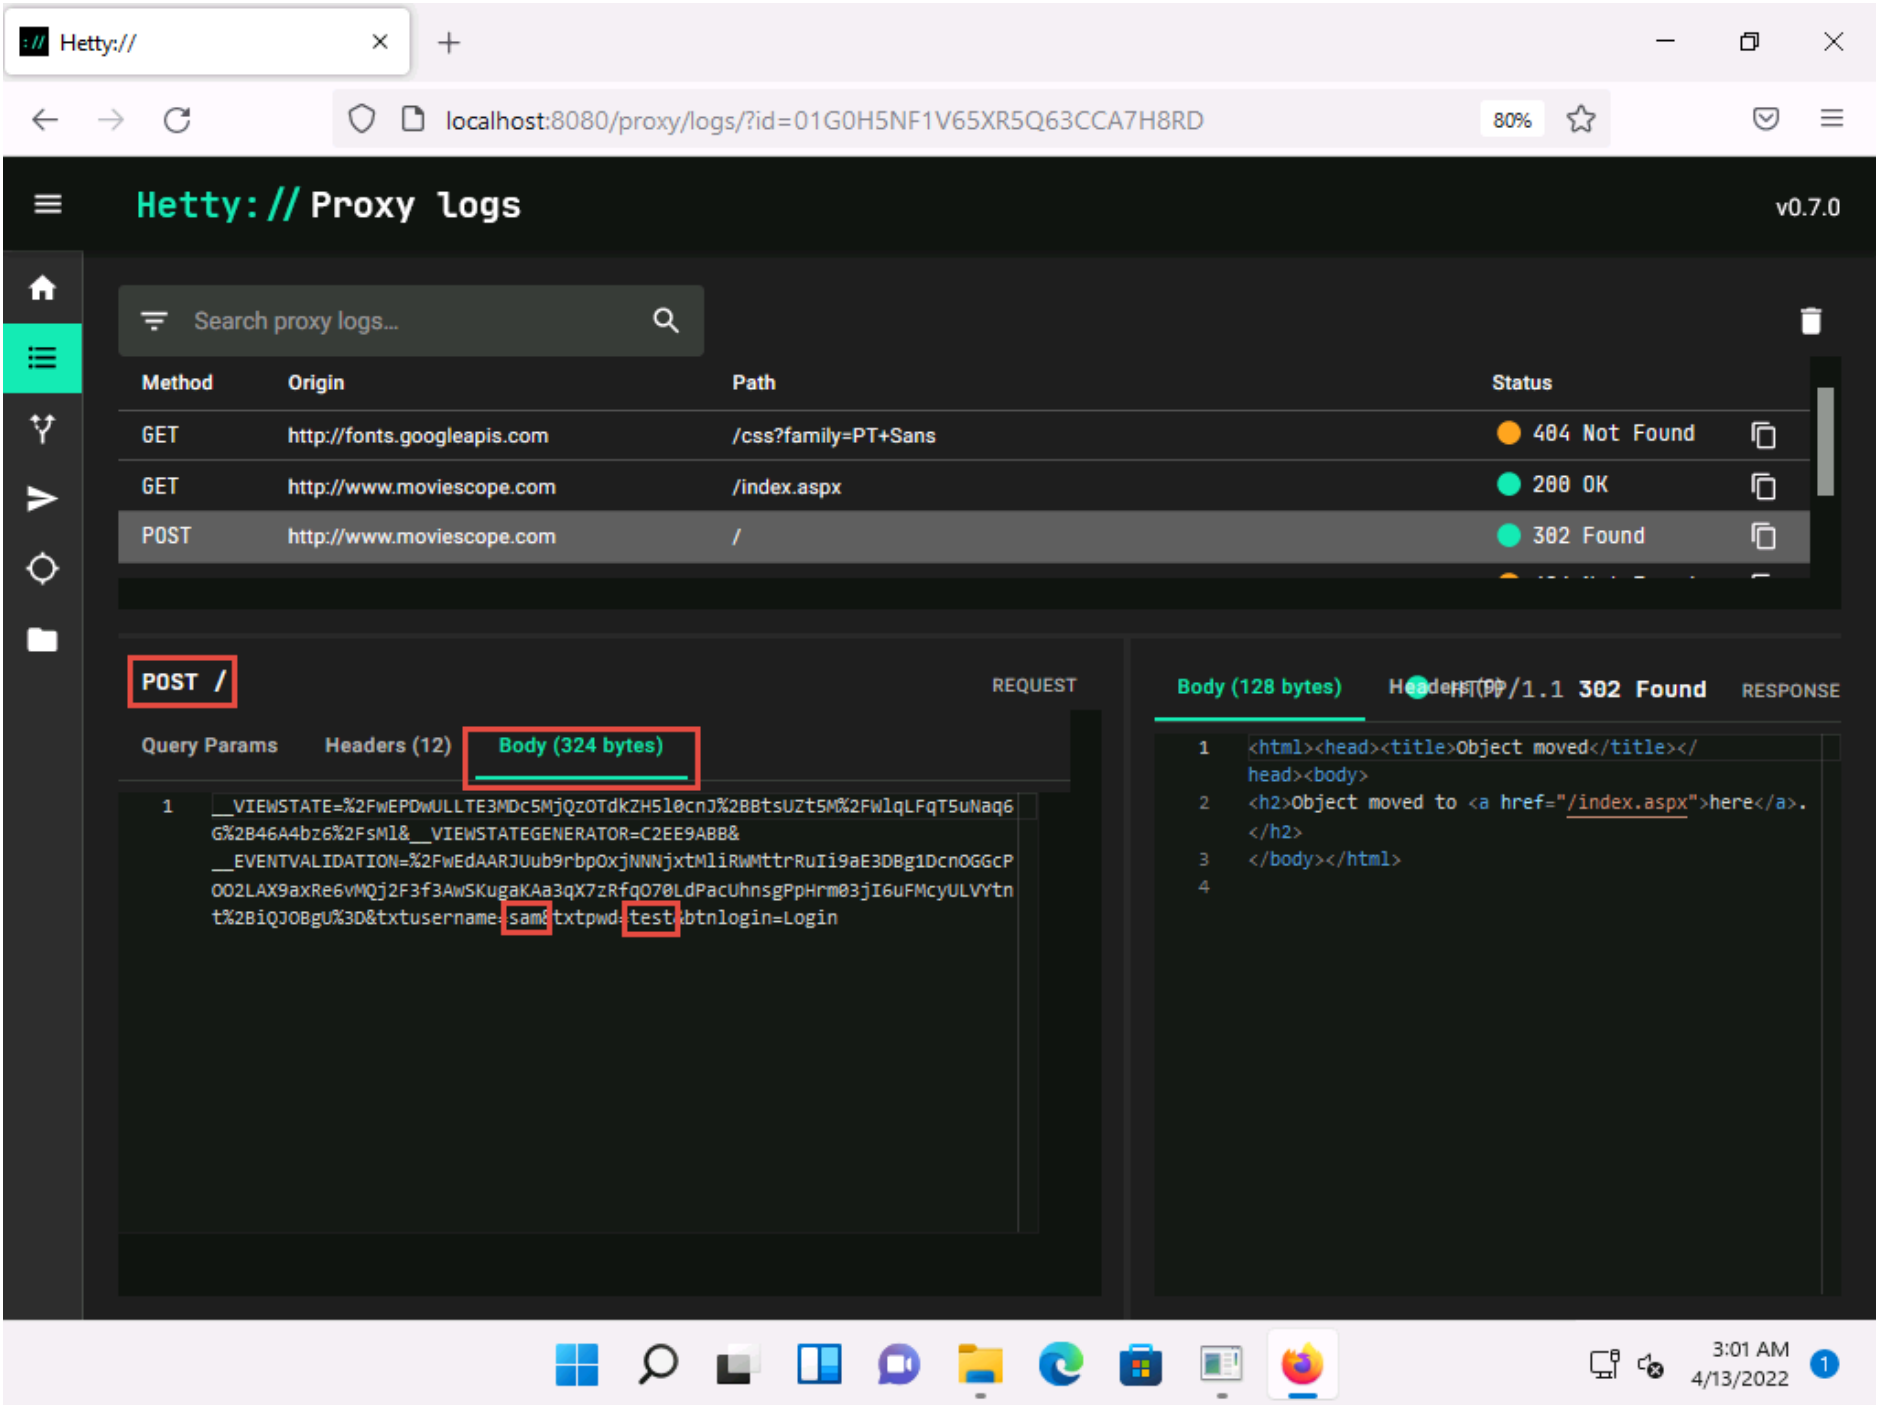 Hetty://
localhost:8080/proxy/logs/?id=01G0H5NF1V65XR5Q63CCA7H8RD
80%
Hetty:// Proxy logs
v0.7.0
Search proxy logs...
Method Origin Path Status
GET http://fonts.googleapis.com /css?family=PT+Sans 404 Not Found
GET http://www.moviescope.com /index.aspx 200 OK
POST http://www.moviescope.com / 302 Found
POST /
REQUEST
Query Params Headers (12) Body (324 bytes)
1 __VIEWSTATE=%2FwEPDwULLTE3MDc5MjQzOTdkZH5l0cnJ%2BBtsUZt5M%2FWlqLFqT5uNaq6
G%2B46A4bz6%2FsMl&__VIEWSTATEGENERATOR=C2EE9ABB&
__EVENTVALIDATION=%2FwEdAARJUub9rbpOxjNNNjxtMliRWMttrRuIi9aE3DBg1DcnOGGcP
OO2LAX9axRe6vMQj2F3f3AwSKugaKAa3qX7zRfqO70LdPacUhnsgPpHrm03jI6uFMcyULVYtn
t%2BiQJOBgU%3D&txtusername=sam&txtpwd=test&btnlogin=Login
Body (128 bytes) Headers (9) HTTP/1.1 302 Found RESPONSE
1 <html><head><title>Object moved</title></
head><body>
2 <h2>Object moved to <a href="/index.aspx">here</a>.
</h2>
3 </body></html>
4
3:01 AM
4/13/2022
1